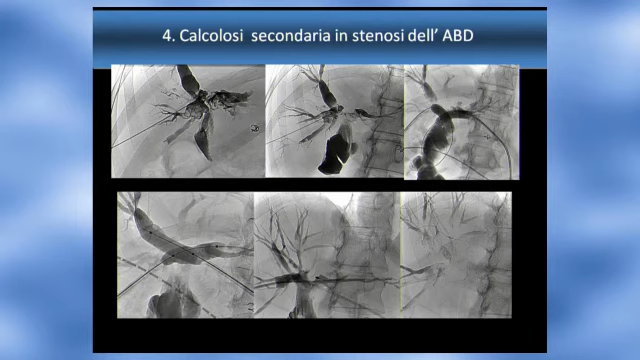 4. Calcolosi secondaria in stenosi dell’ ABD